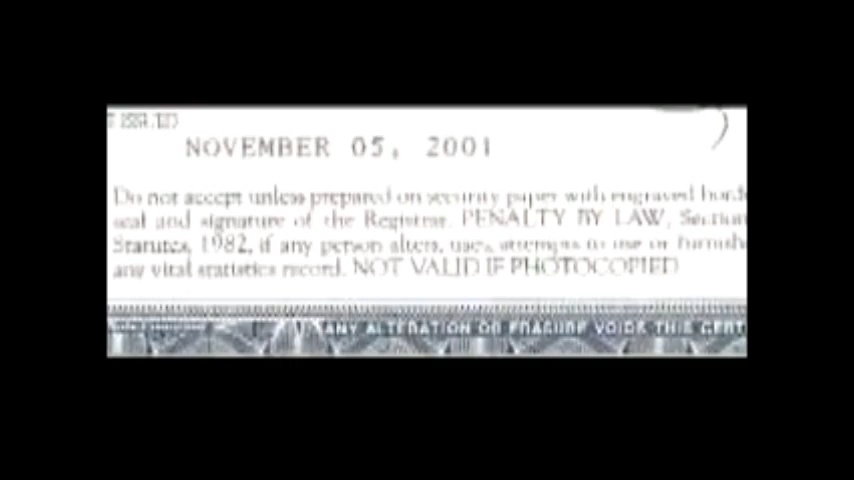 ISSUED
NOVEMBER 05, 2001
Do not accept unless prepared on security paper with engraved
seal and signature of the Registrar. PENALTY BY LAW, Section
Statutes, 1982, if any person alters, uses, attempts to use or
any vital statistics record. NOT VALID IF PHOTOCOPIED
ANY ALTERATION OR ERASURE VOIDS THIS